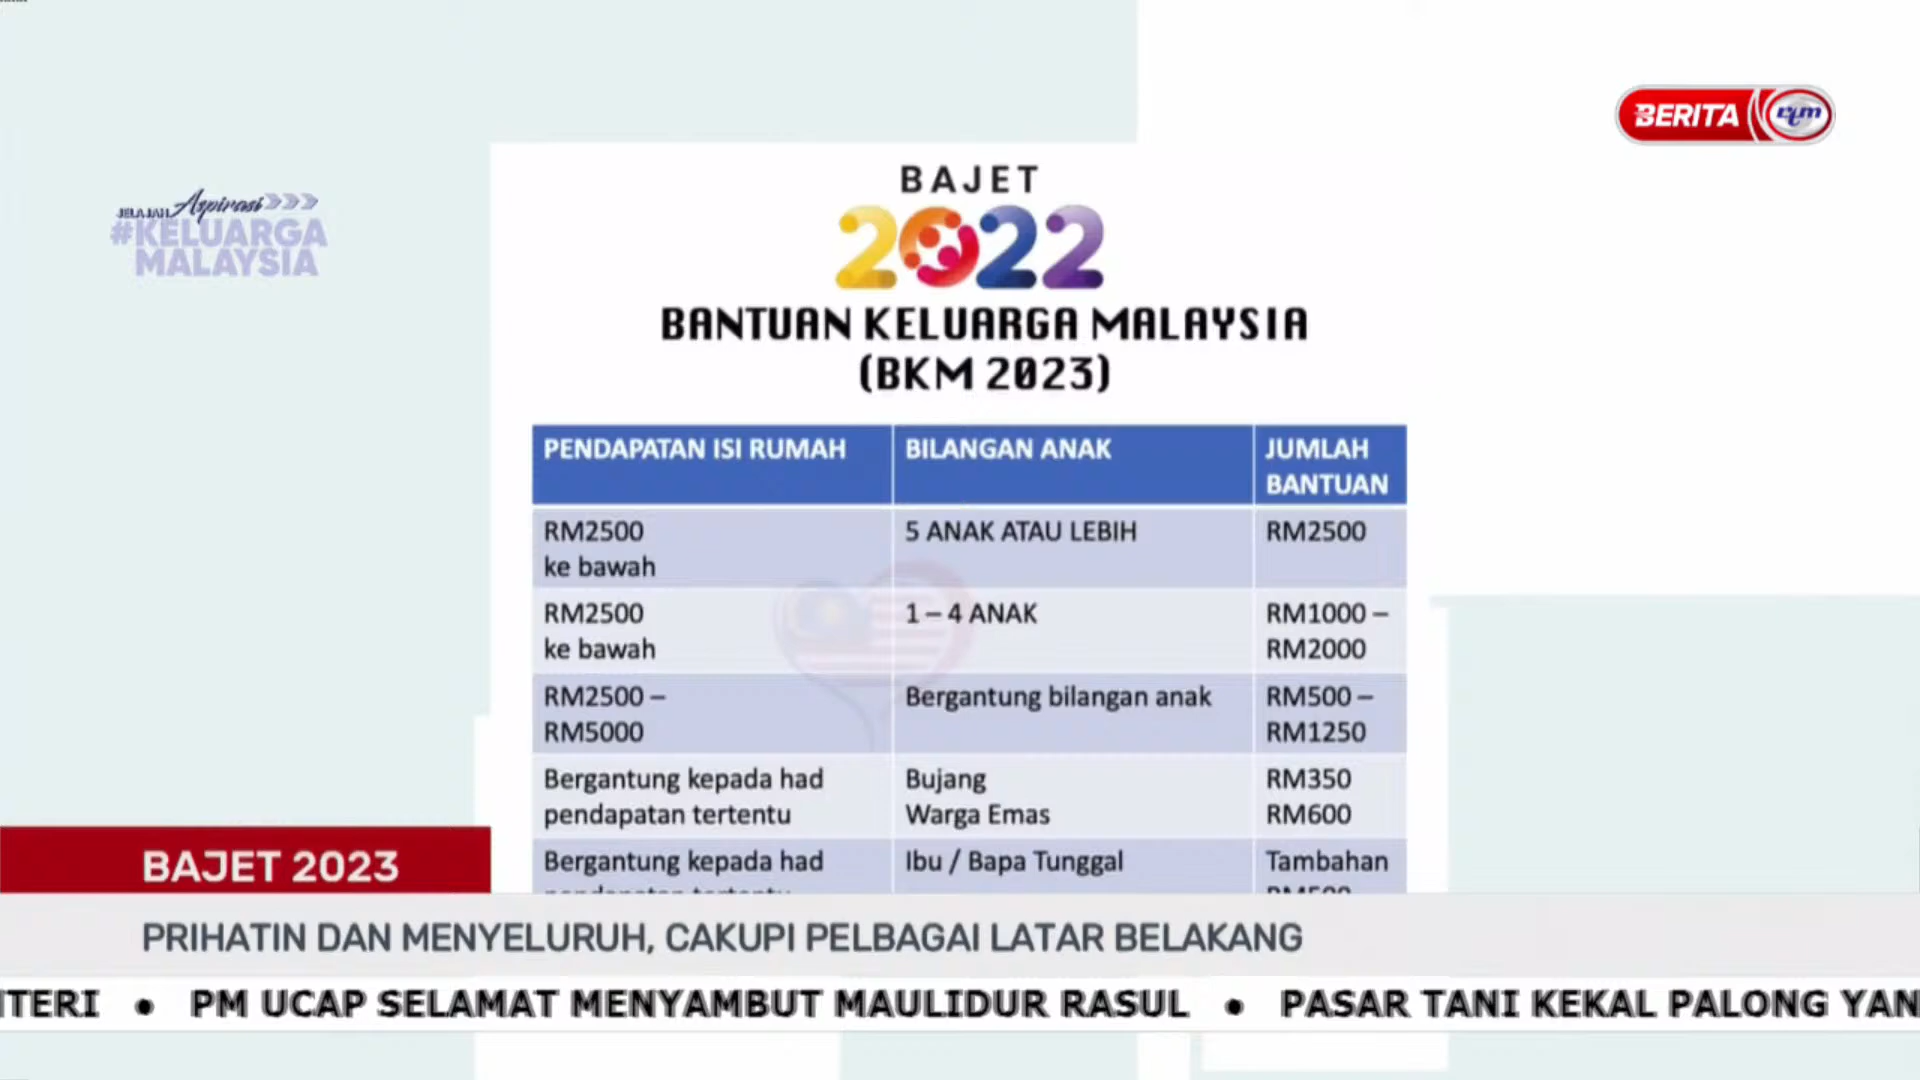 BERITA rtm
JELAJAH Aspirasi
#KELUARGA
MALAYSIA
BAJET
2022
BANTUAN KELUARGA MALAYSIA
(BKM 2023)
PENDAPATAN ISI RUMAH BILANGAN ANAK JUMLAH BANTUAN
RM2500 ke bawah 5 ANAK ATAU LEBIH RM2500
RM2500 ke bawah 1 – 4 ANAK RM1000 – RM2000
RM2500 – RM5000 Bergantung bilangan anak RM500 – RM1250
Bergantung kepada had Bujang RM350
pendapatan tertentu Warga Emas RM600
Bergantung kepada had Ibu / Bapa Tunggal Tambahan
BAJET 2023
PRIHATIN DAN MENYELURUH, CAKUPI PELBAGAI LATAR BELAKANG
NTERI • PM UCAP SELAMAT MENYAMBUT MAULIDUR RASUL • PASAR TANI KEKAL PALONG YAN